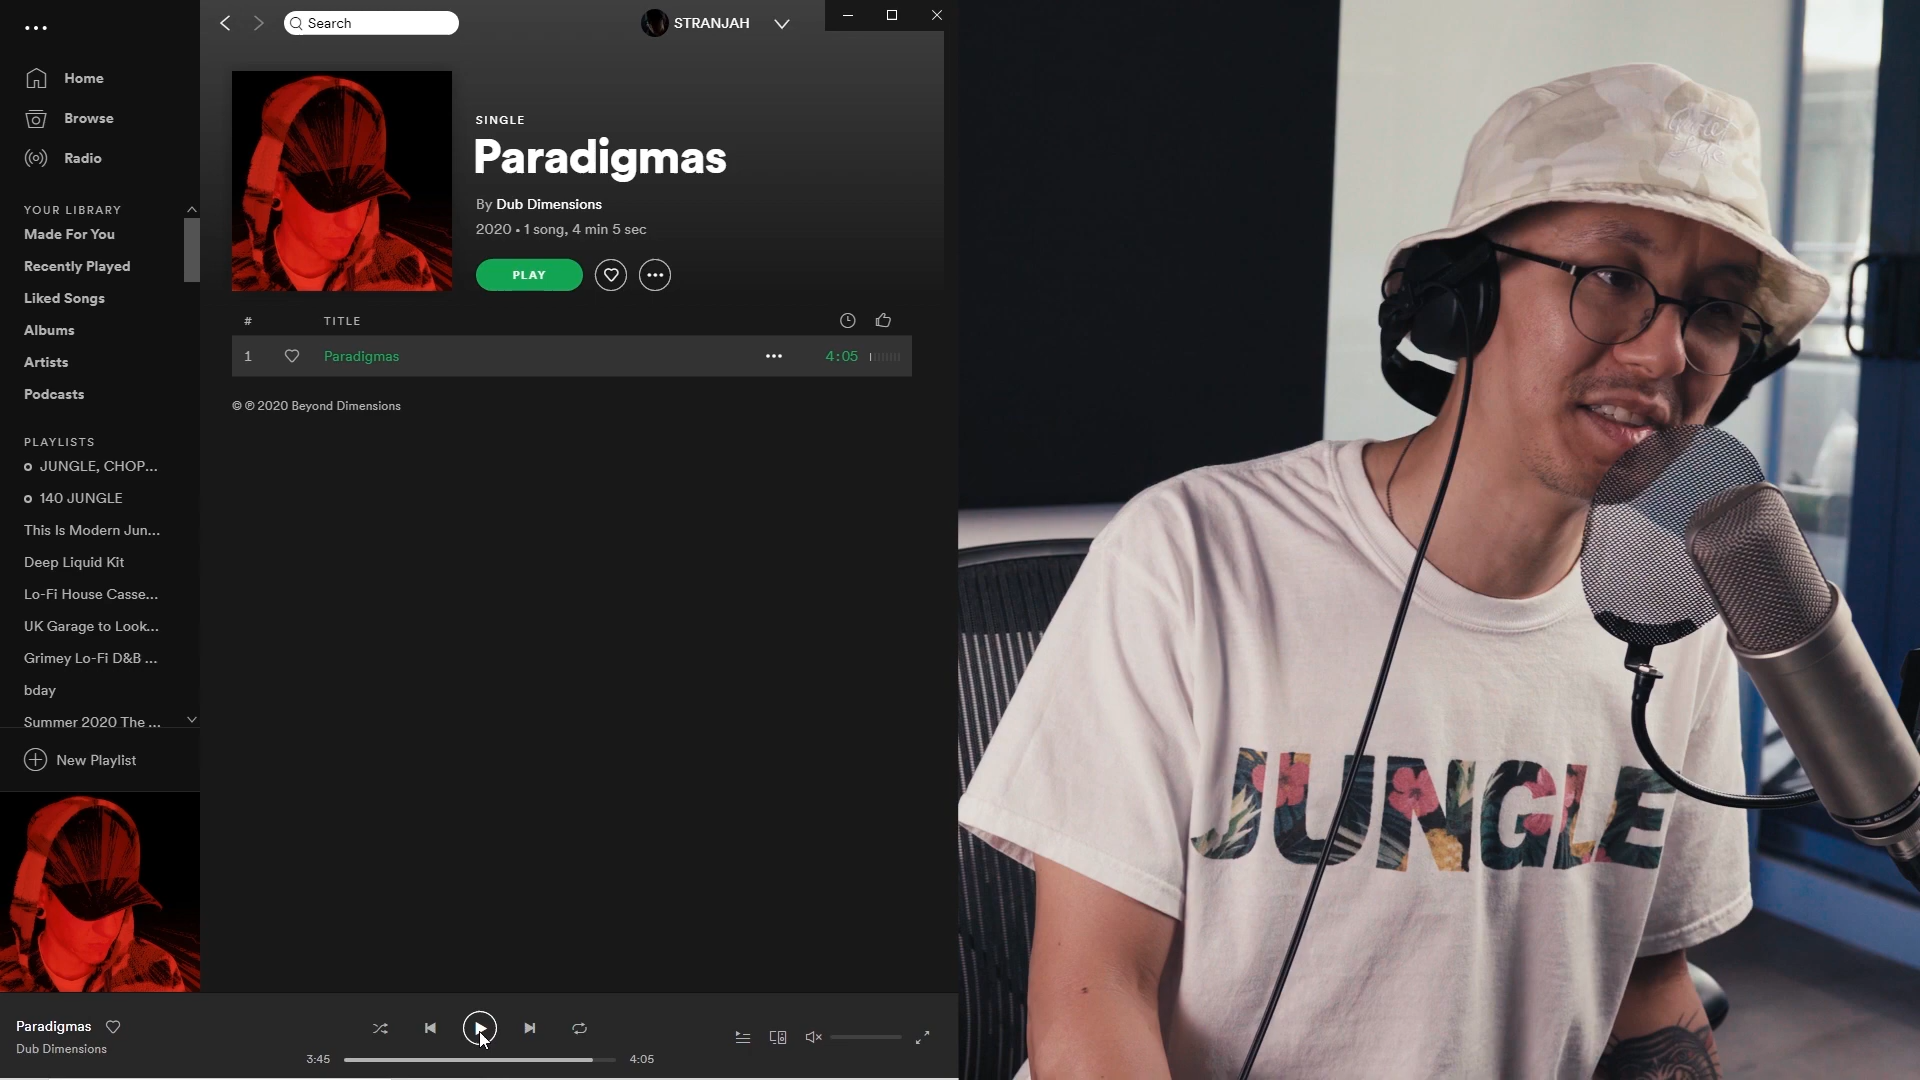 Search
STRANJAH
Home
Browse
Radio
YOUR LIBRARY
Made For You
Recently Played
Liked Songs
Albums
Artists
Podcasts
PLAYLISTS
JUNGLE, CHOP...
140 JUNGLE
This Is Modern Jun...
Deep Liquid Kit
Lo-Fi House Casse...
UK Garage to Look...
Grimey Lo-Fi D&B ...
bday
Summer 2020 The ...
New Playlist
SINGLE
Paradigmas
By Dub Dimensions
2020 • 1 song, 4 min 5 sec
PLAY
# TITLE
1 Paradigmas 4:05
© ℗ 2020 Beyond Dimensions
Paradigmas
Dub Dimensions
3:45 4:05
Quiet
Life
JUNGLE